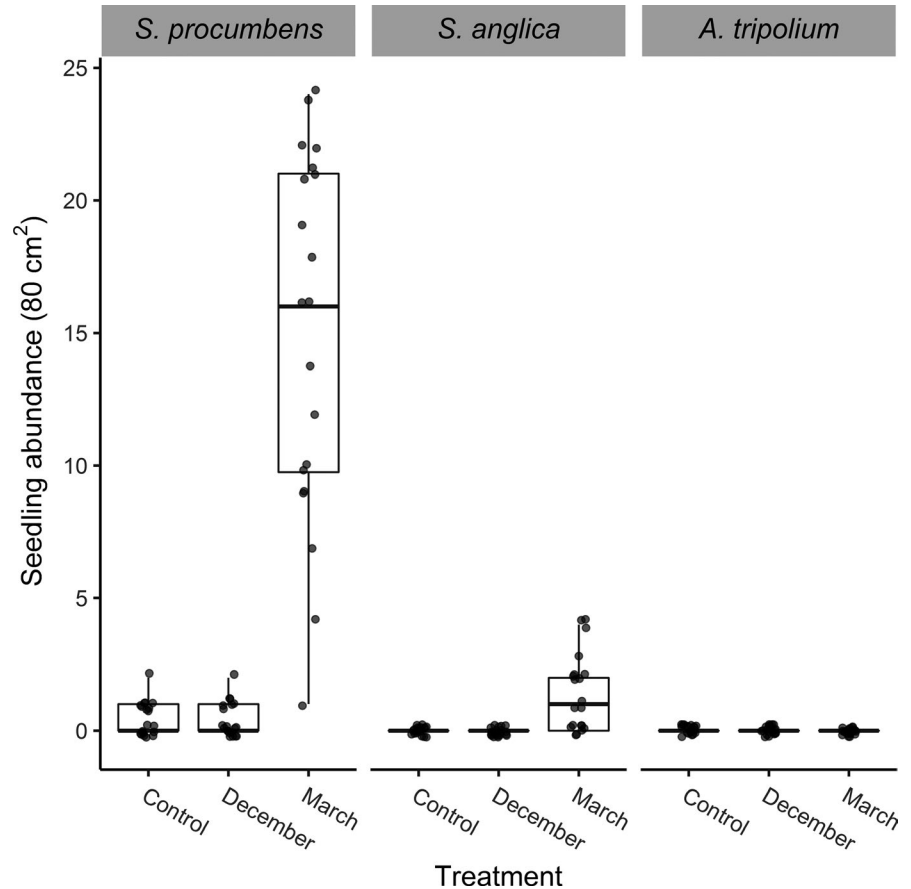 S. procumbens S. anglica A. tripolium
25
20
15
10
5
0
Seedling abundance (80 cm²)
Control December March Control December March Control December March
Treatment